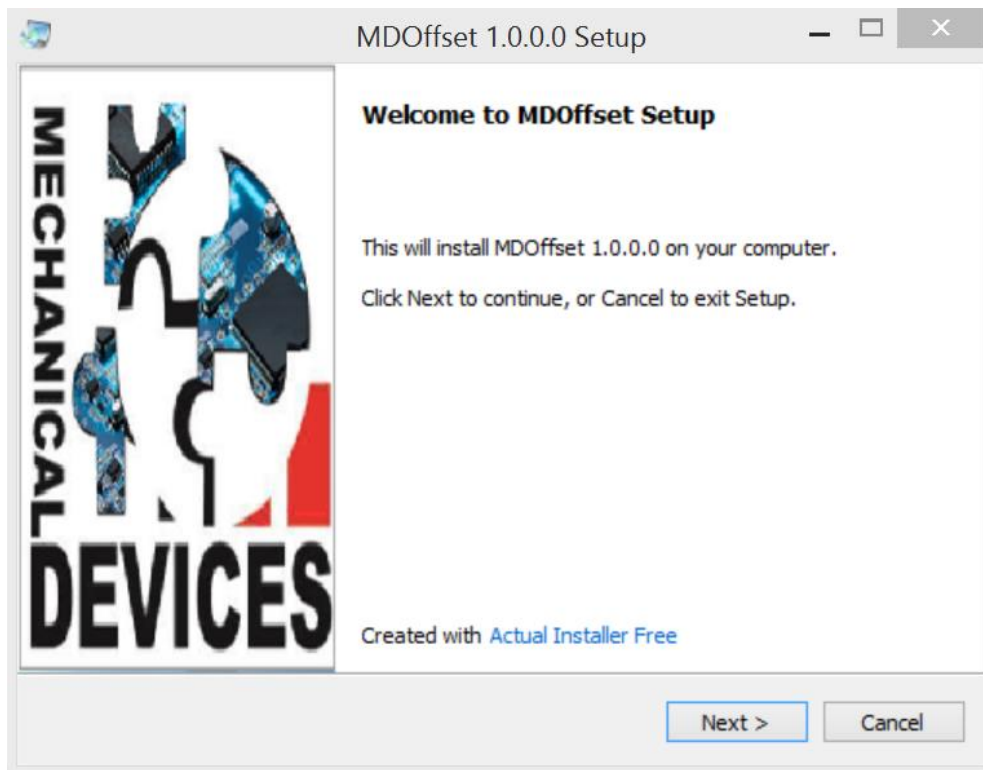 MDOffset 1.0.0.0 Setup
MECHANICAL
DEVICES
Welcome to MDOffset Setup
This will install MDOffset 1.0.0.0 on your computer.
Click Next to continue, or Cancel to exit Setup.
Created with Actual Installer Free
Next >
Cancel